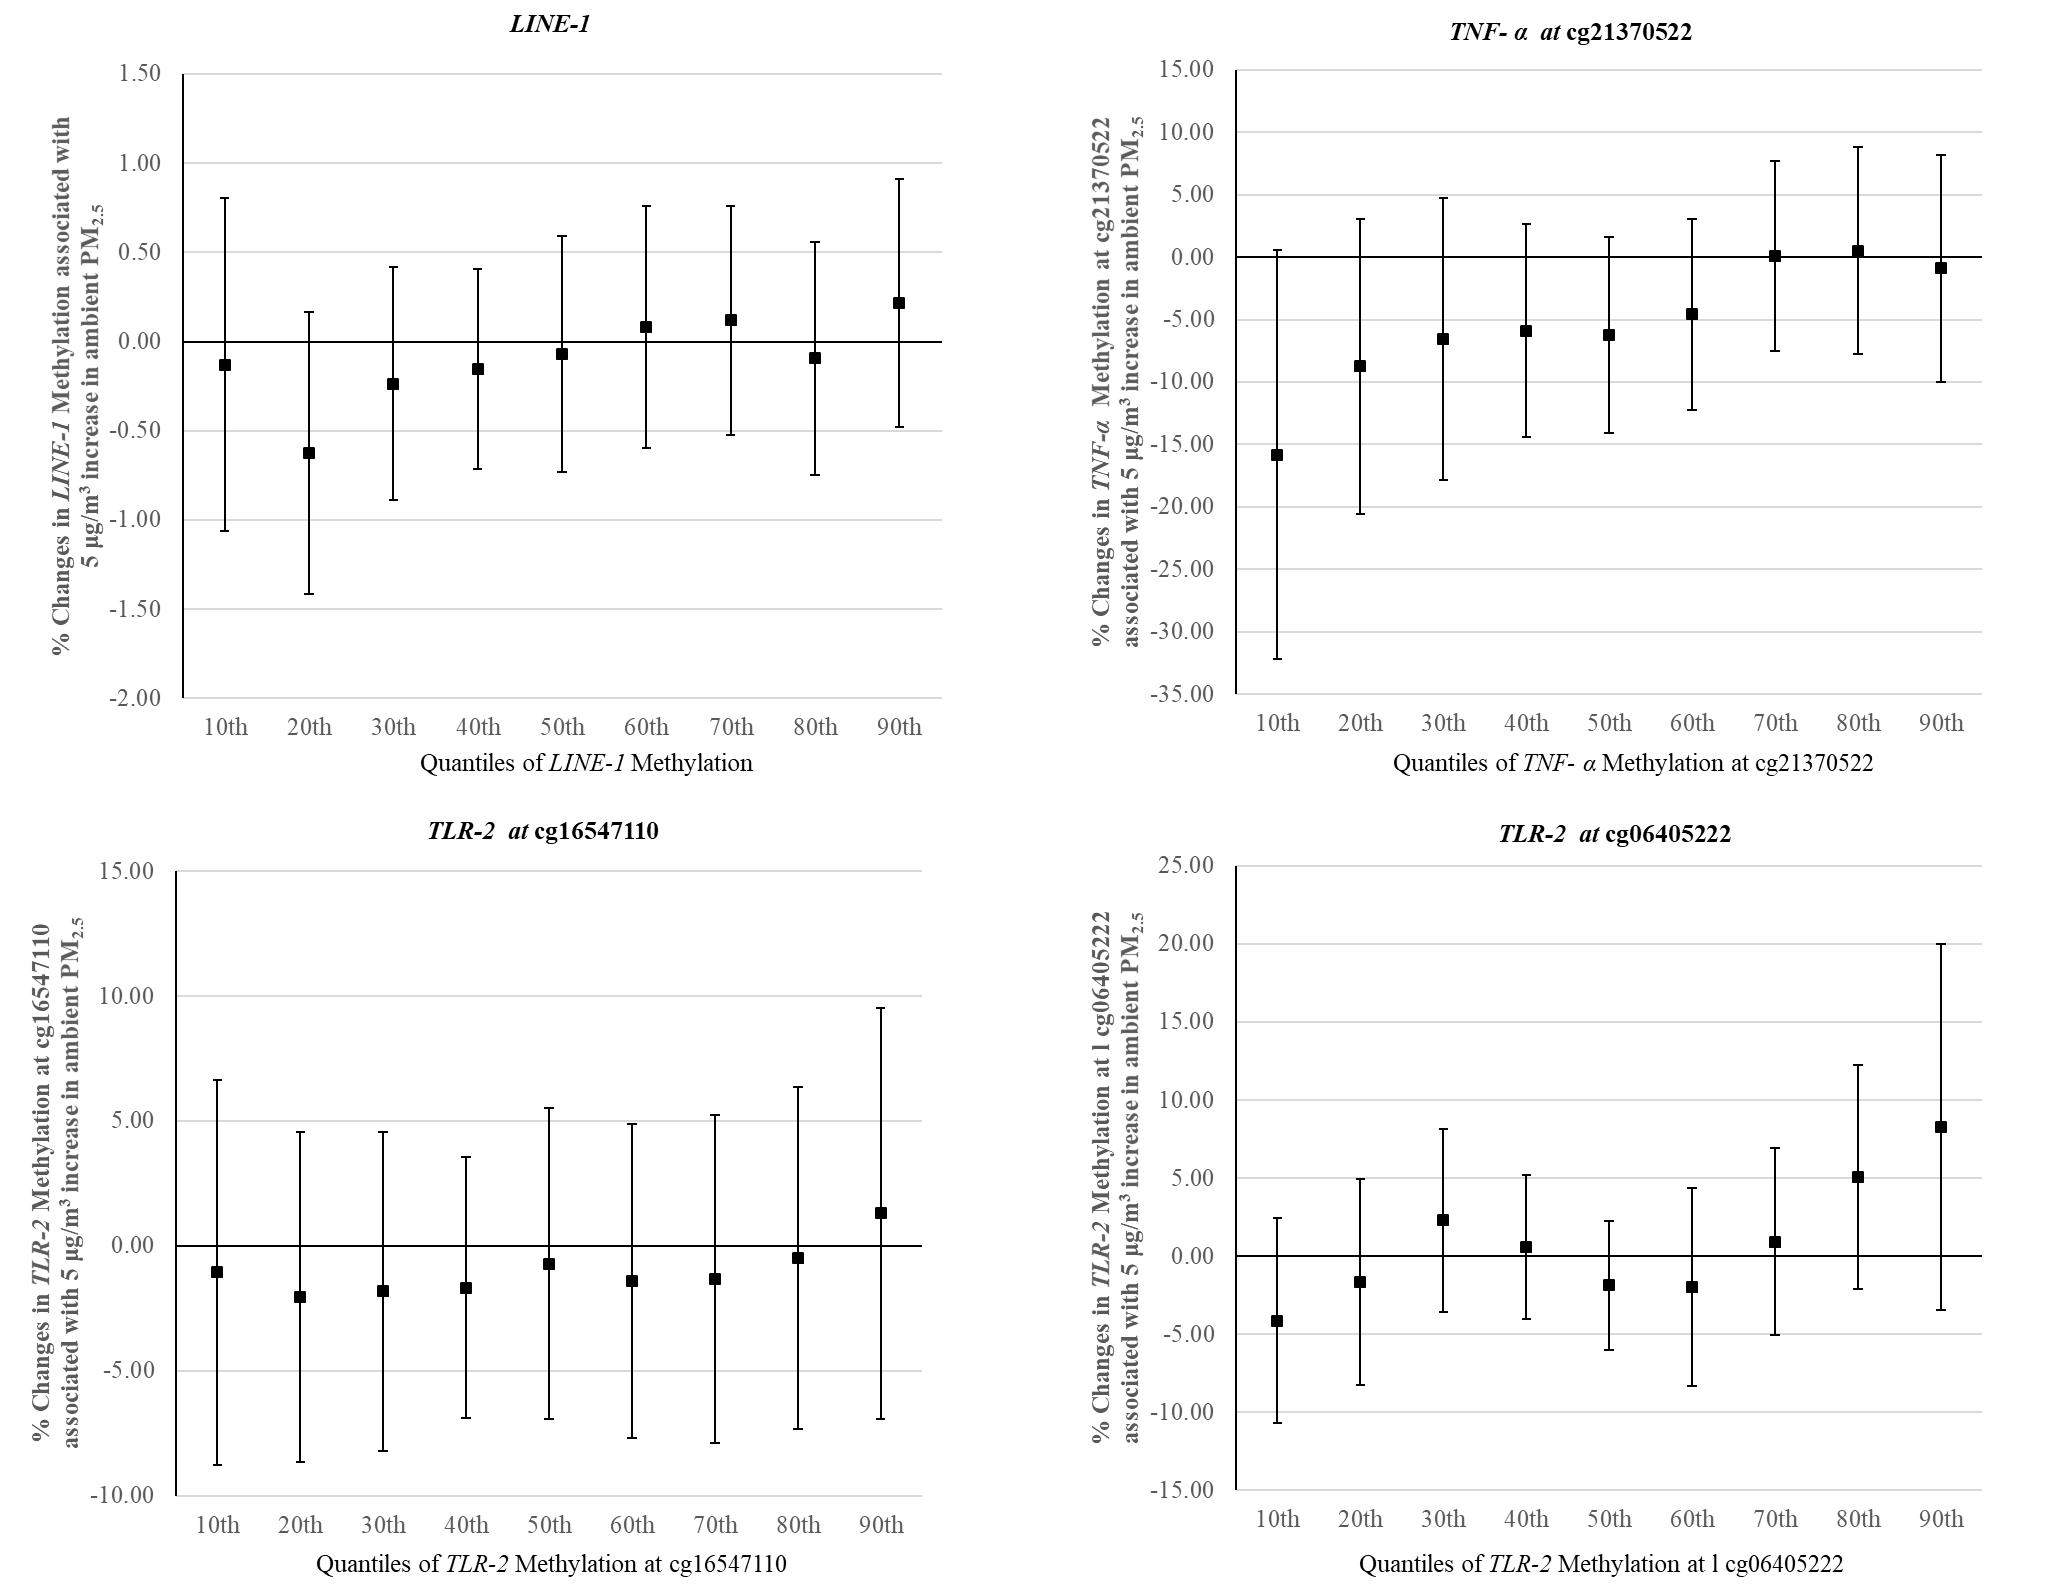 LINE-1
1.50
1.00
0.50
0.00
-0.50
-1.00
-1.50
-2.00
% Changes in LINE-1 Methylation associated with
5 µg/m³ increase in ambient PM2.5
10th 20th 30th 40th 50th 60th 70th 80th 90th
Quantiles of LINE-1 Methylation
TNF- α at cg21370522
15.00
10.00
5.00
0.00
-5.00
-10.00
-15.00
-20.00
-25.00
-30.00
-35.00
% Changes in TNF-α Methylation at cg21370522
associated with 5 µg/m³ increase in ambient PM2.5
10th 20th 30th 40th 50th 60th 70th 80th 90th
Quantiles of TNF- α Methylation at cg21370522
TLR-2 at cg16547110
15.00
10.00
5.00
0.00
-5.00
-10.00
% Changes in TLR-2 Methylation at cg16547110
associated with 5 µg/m³ increase in ambient PM2.5
10th 20th 30th 40th 50th 60th 70th 80th 90th
Quantiles of TLR-2 Methylation at cg16547110
TLR-2 at cg06405222
25.00
20.00
15.00
10.00
5.00
0.00
-5.00
-10.00
-15.00
% Changes in TLR-2 Methylation at l cg06405222
associated with 5 µg/m³ increase in ambient PM2.5
10th 20th 30th 40th 50th 60th 70th 80th 90th
Quantiles of TLR-2 Methylation at l cg06405222